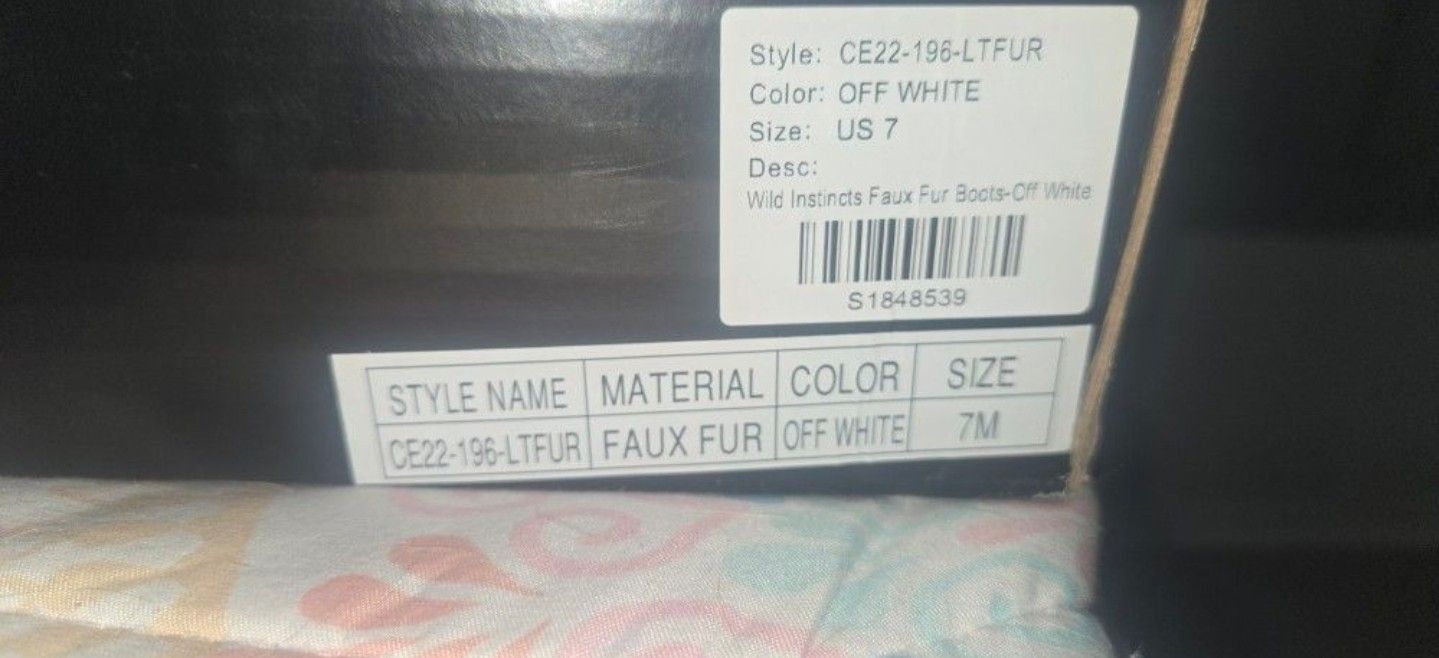 Style: CE22-196-LTFUR
Color: OFF WHITE
Size: US 7
Desc:
Wild Instincts Faux Fur Boots-Off White
S1848539
STYLE NAME MATERIAL COLOR SIZE
CE22-196-LTFUR FAUX FUR OFF WHITE 7M